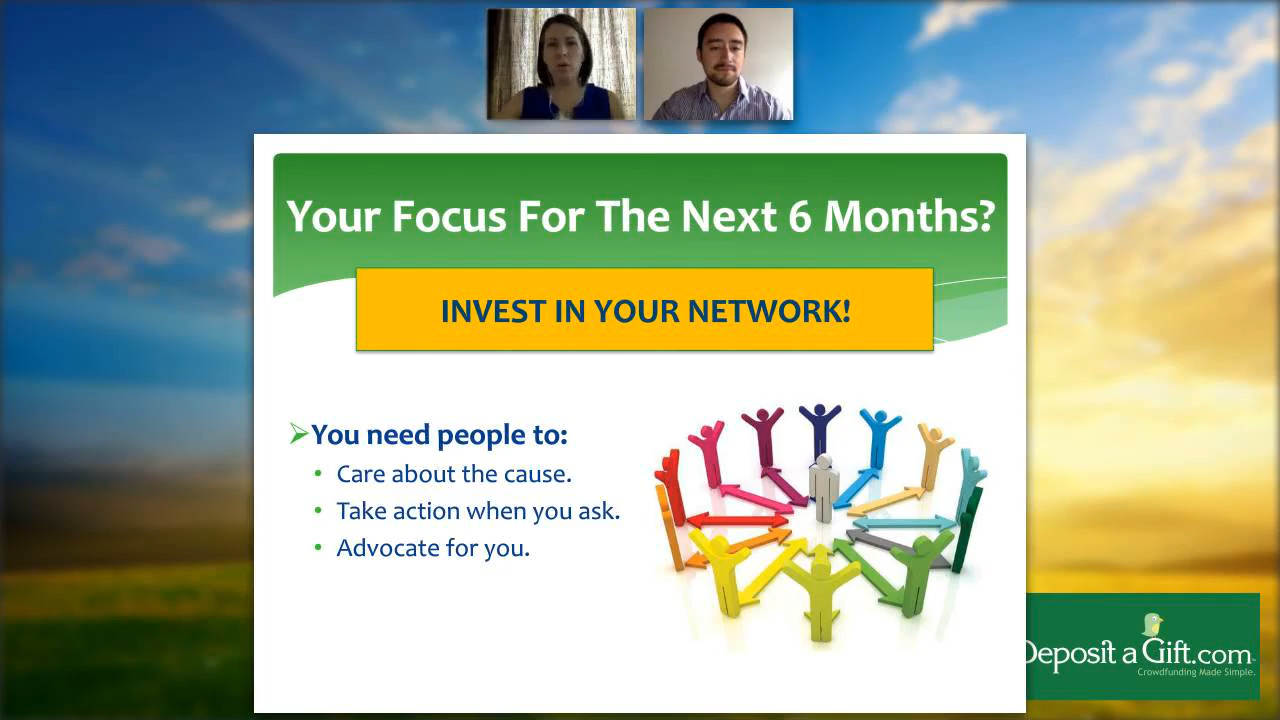 Your Focus For The Next 6 Months?
INVEST IN YOUR NETWORK!
You need people to:
Care about the cause.
Take action when you ask.
Advocate for you.
Deposit a Gift.com
Crowdfunding Made Simple.